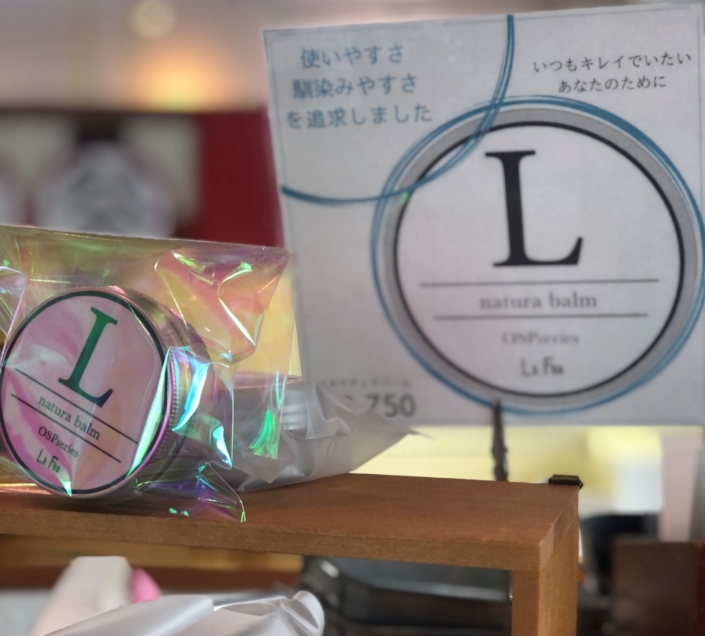 使いやすさ
馴染みやすさ
を追求しました
いつもキレイでいたい
あなたのために
L
natura balm
OSPseries
La Fee
750
L
natura balm
OSPseries
La Fee